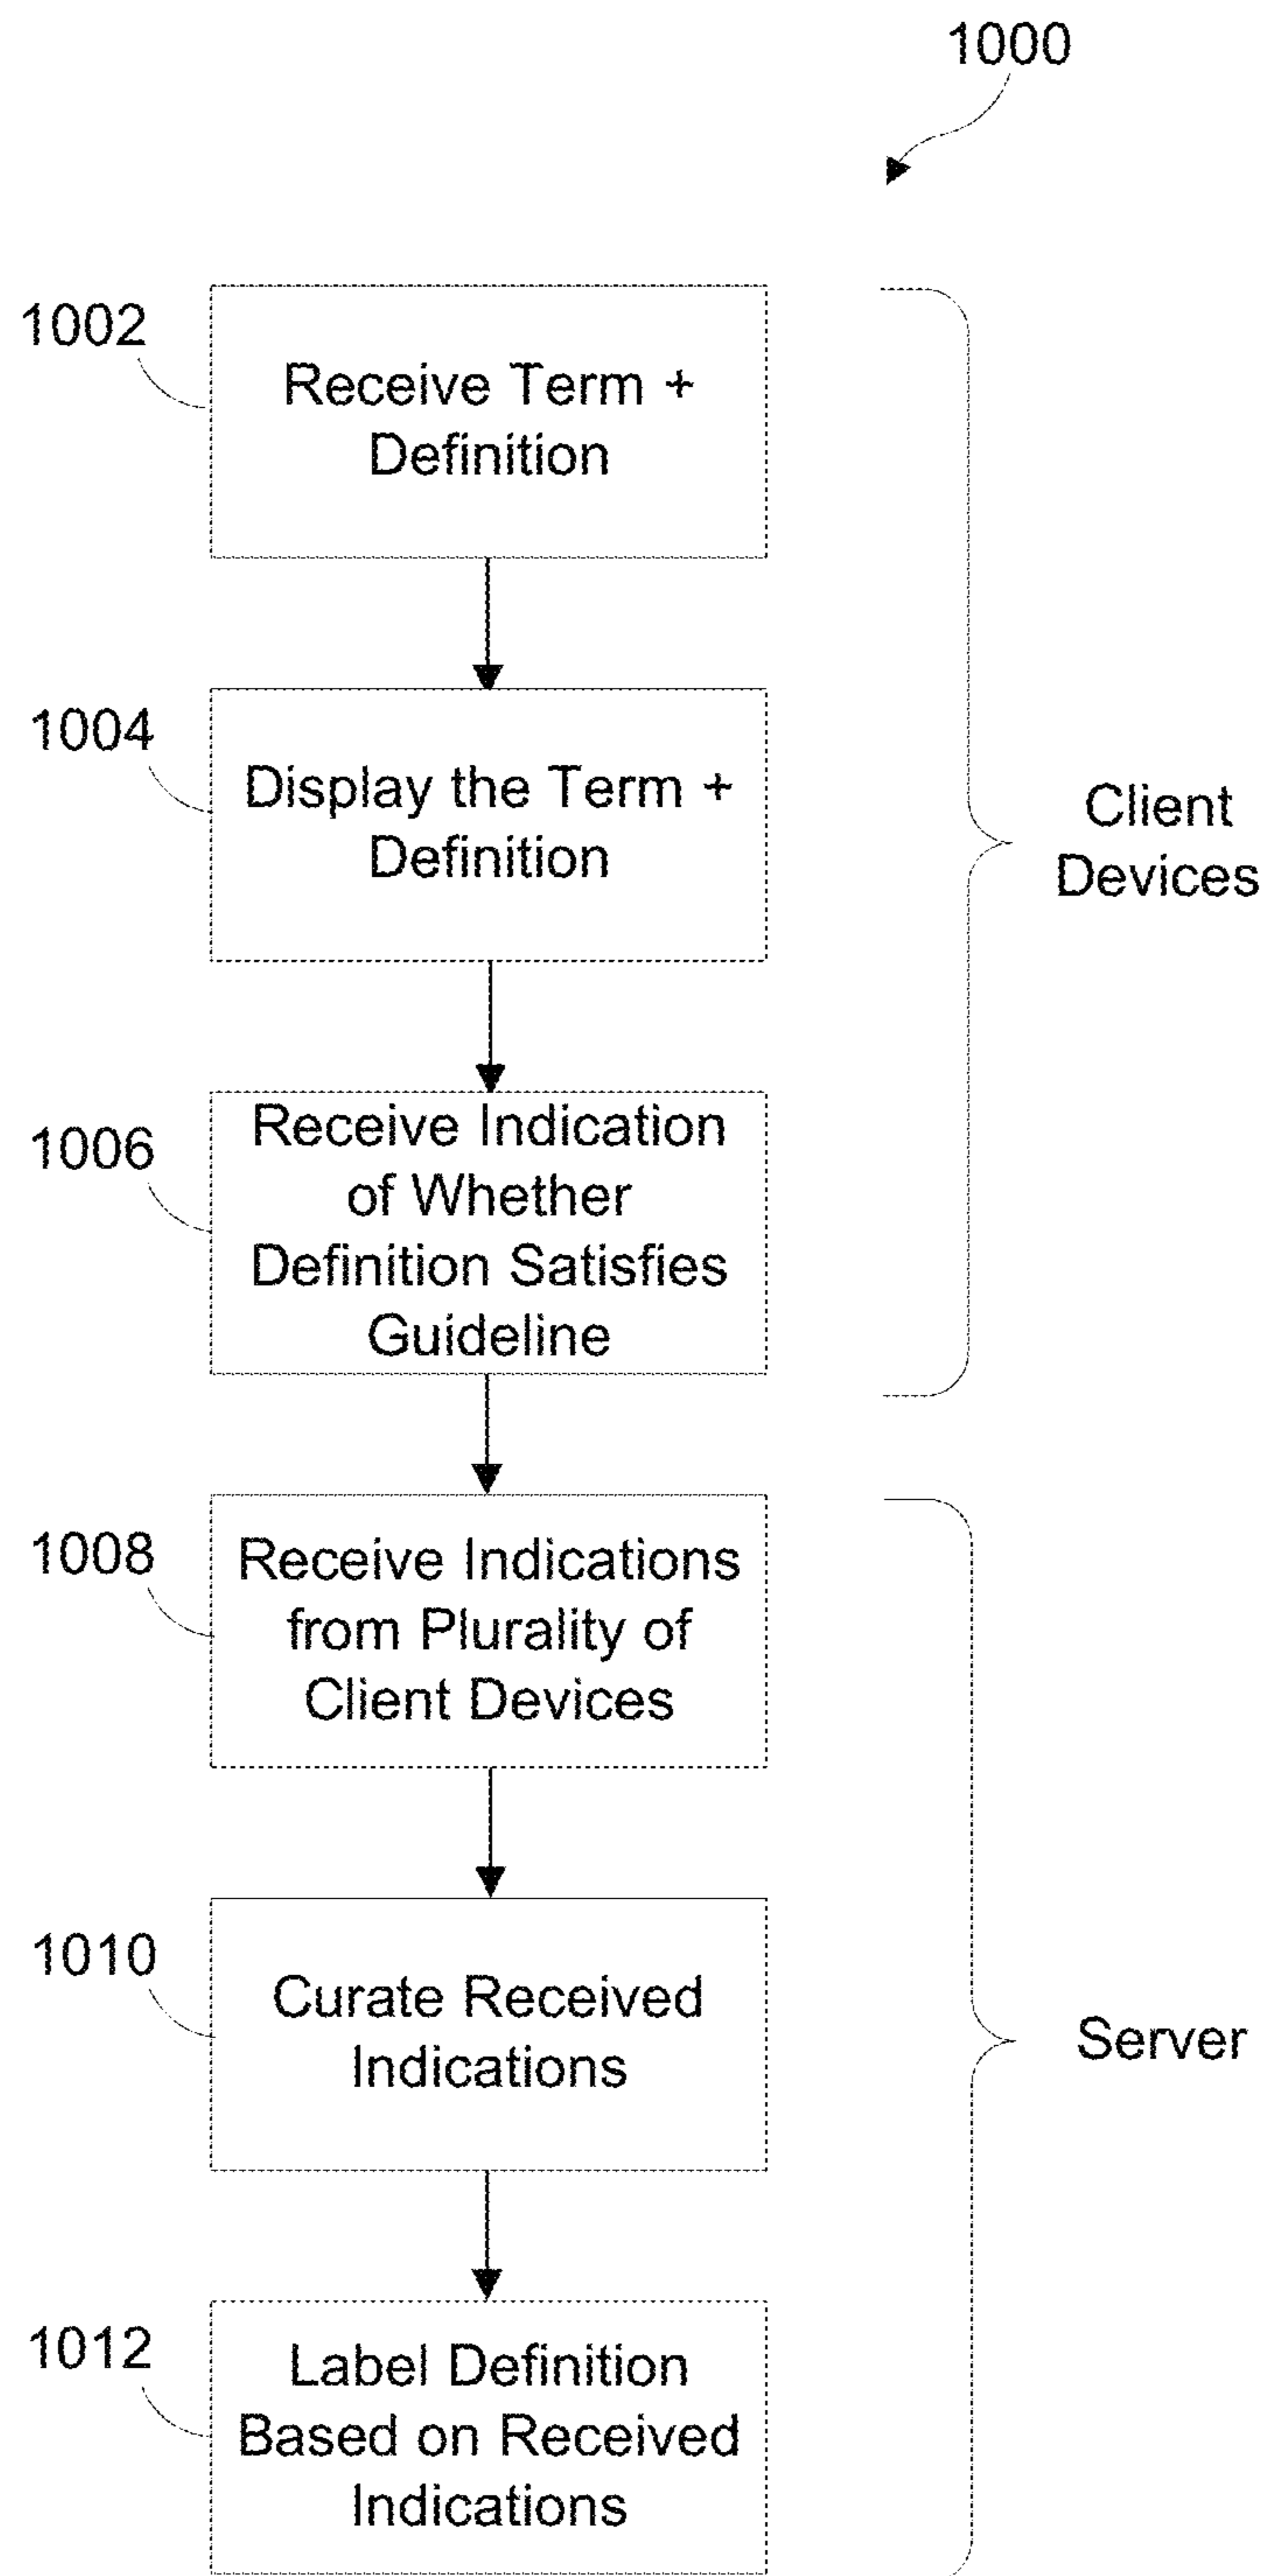 1000
1002
Receive Term +
Definition
1004
Display the Term +
Definition
Client
Devices
1006
Receive Indication
of Whether
Definition Satisfies
Guideline
1008
Receive Indications
from Plurality of
Client Devices
1010
Curate Received
Indications
Server
1012
Label Definition
Based on Received
Indications